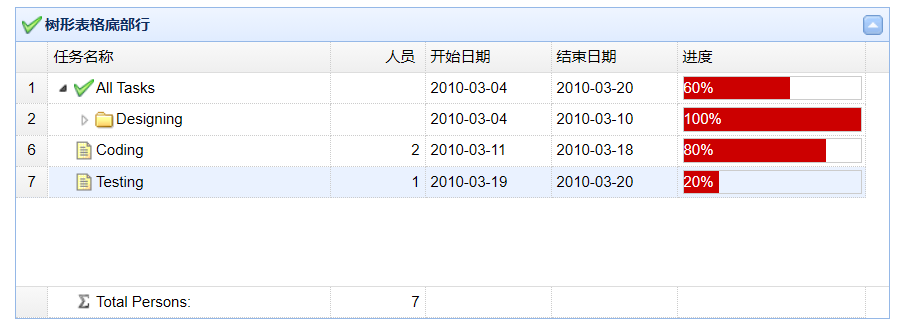 树形表格底部行
任务名称 人员 开始日期 结束日期 进度
1 All Tasks 2010-03-04 2010-03-20 60%
2 Designing 2010-03-04 2010-03-10 100%
6 Coding 2 2010-03-11 2010-03-18 80%
7 Testing 1 2010-03-19 2010-03-20 20%
Σ Total Persons: 7